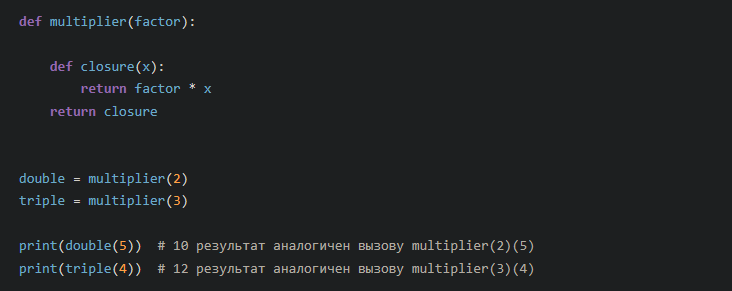 def multiplier(factor):
    def closure(x):
        return factor * x
    return closure
double = multiplier(2)
triple = multiplier(3)
print(double(5))  # 10 результат аналогичен вызову multiplier(2)(5)
print(triple(4))  # 12 результат аналогичен вызову multiplier(3)(4)